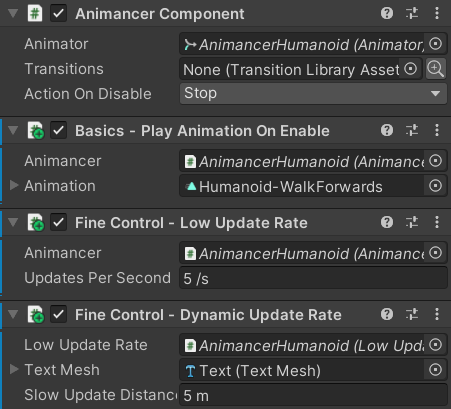 Animancer Component
Animator AnimancerHumanoid (Animator)
Transitions None (Transition Library Asset
Action On Disable Stop
Basics - Play Animation On Enable
Animancer AnimancerHumanoid (Animance
Animation Humanoid-WalkForwards
Fine Control - Low Update Rate
Animancer AnimancerHumanoid (Animance
Updates Per Second 5 /s
Fine Control - Dynamic Update Rate
Low Update Rate AnimancerHumanoid (Low Upd
Text Mesh Text (Text Mesh)
Slow Update Distanc 5 m